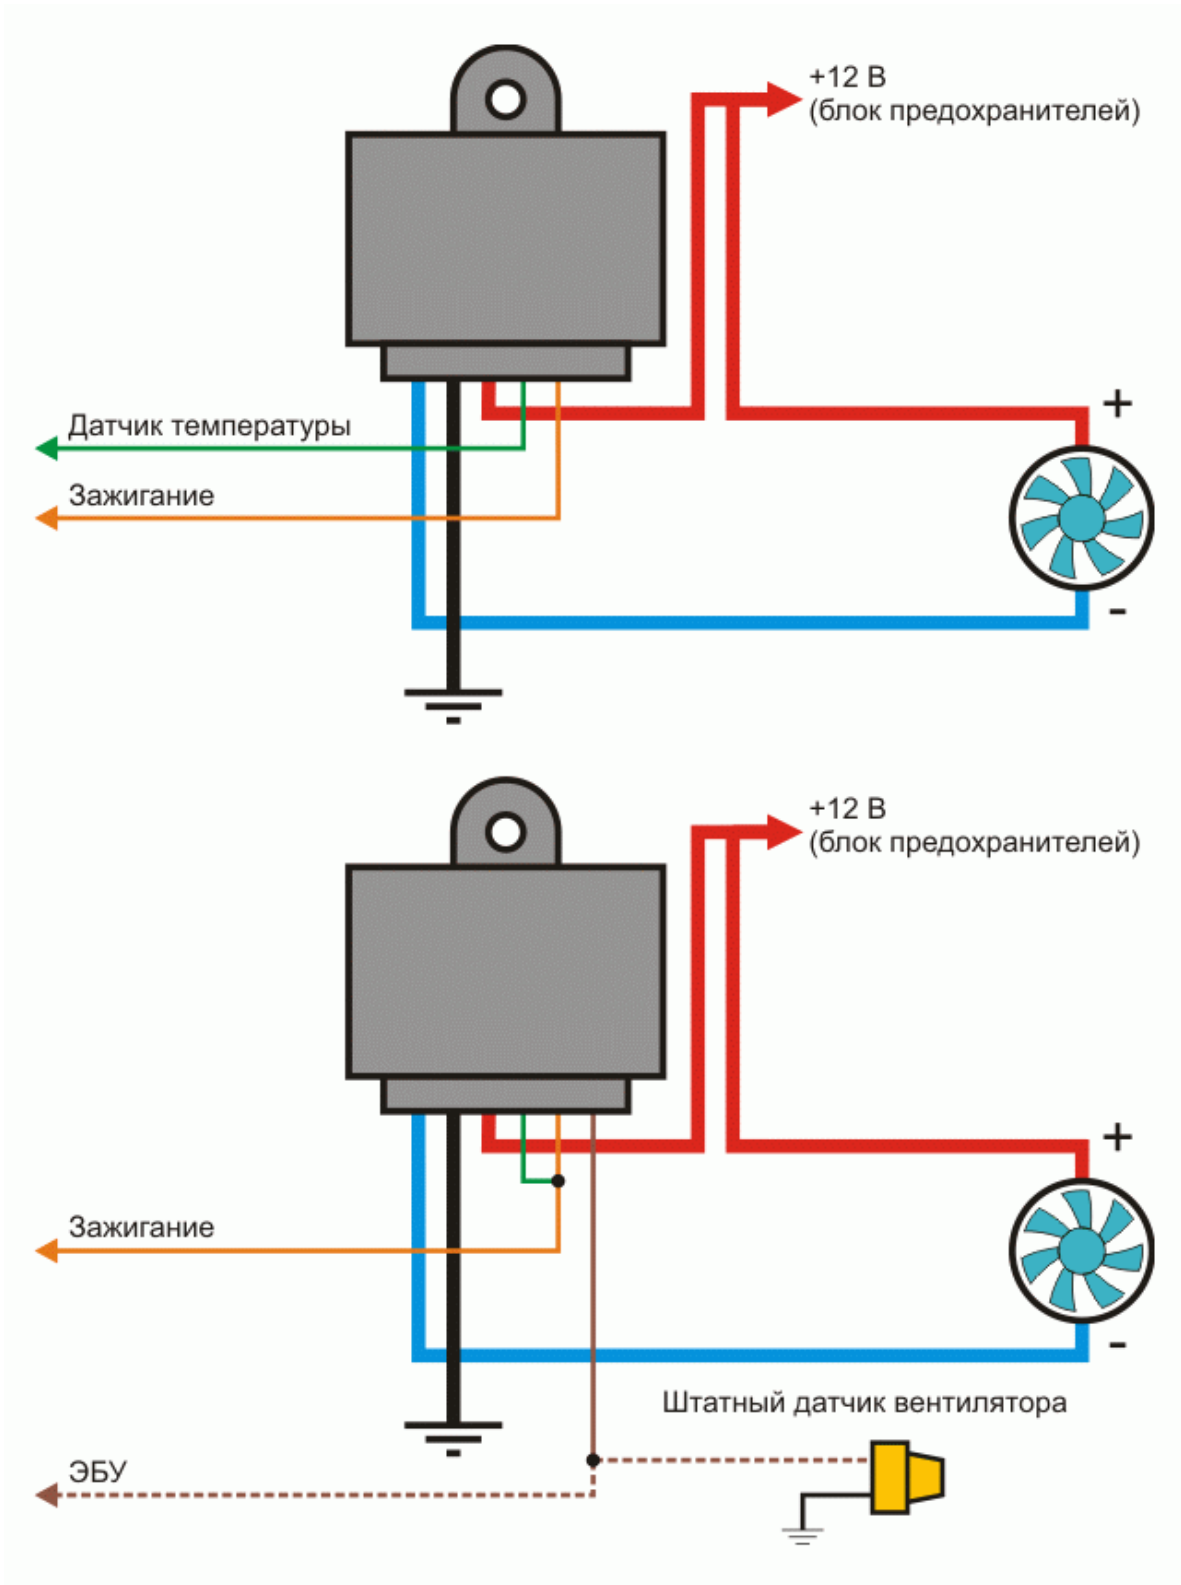 +12 В
(блок предохранителей)
+
Датчик температуры
Зажигание
-
+12 В
(блок предохранителей)
+
Зажигание
-
Штатный датчик вентилятора
ЭБУ